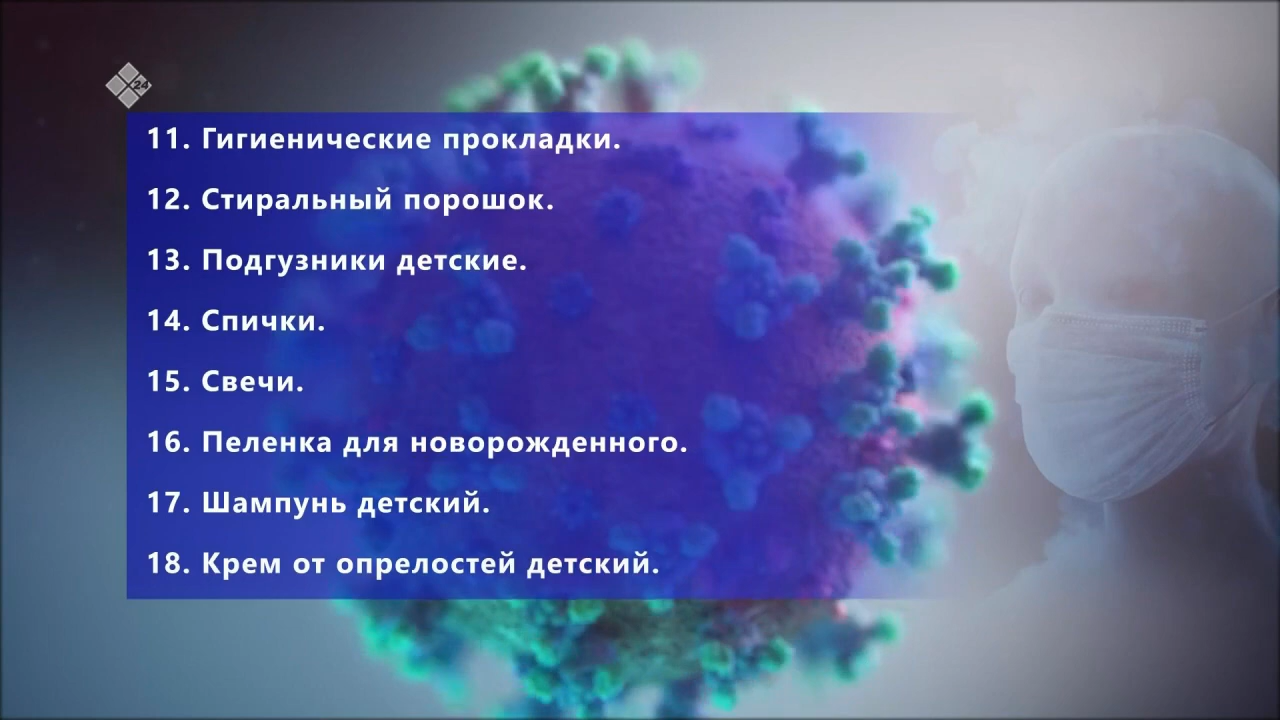 24
11. Гигиенические прокладки.
12. Стиральный порошок.
13. Подгузники детские.
14. Спички.
15. Свечи.
16. Пеленка для новорожденного.
17. Шампунь детский.
18. Крем от опрелостей детский.